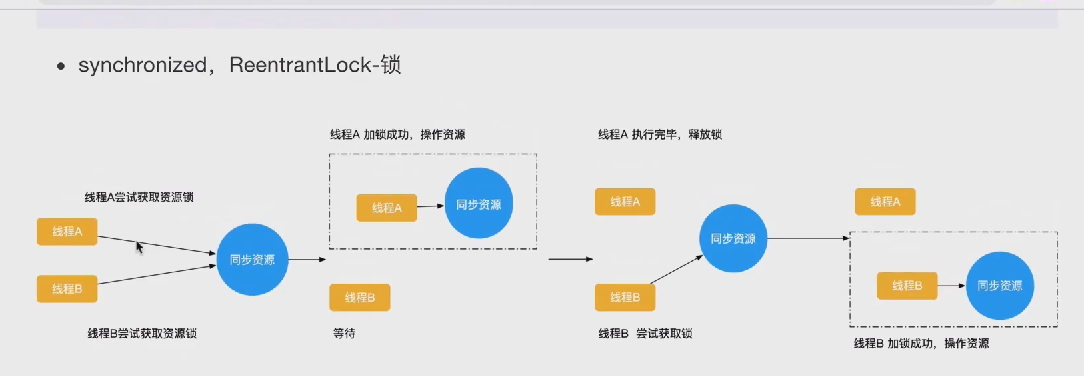 synchronized，ReentrantLock-锁
线程A尝试获取资源锁
线程A
线程B
同步资源
线程B尝试获取资源锁
线程A 加锁成功，操作资源
线程A
同步资源
线程B
等待
线程A 执行完毕，释放锁
线程A
同步资源
线程B
线程B 尝试获取锁
线程A
线程B
同步资源
线程B 加锁成功，操作资源